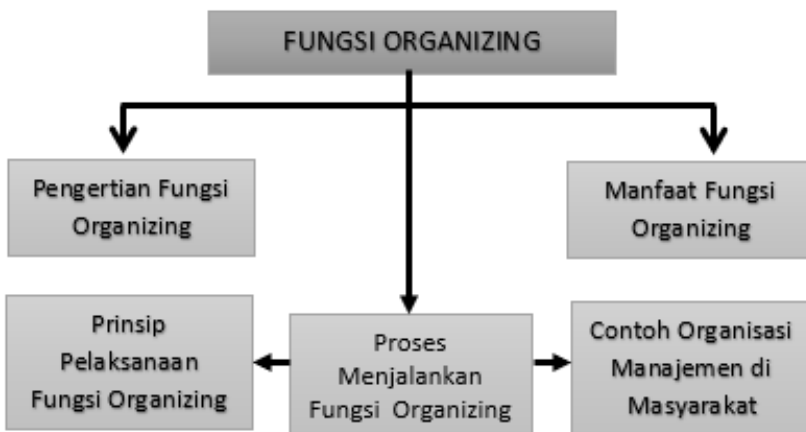 FUNGSI ORGANIZING
Pengertian Fungsi
Organizing
Manfaat Fungsi
Organizing
Prinsip
Pelaksanaan
Fungsi Organizing
Proses
Menjalankan
Fungsi Organizing
Contoh Organisasi
Manajemen di
Masyarakat